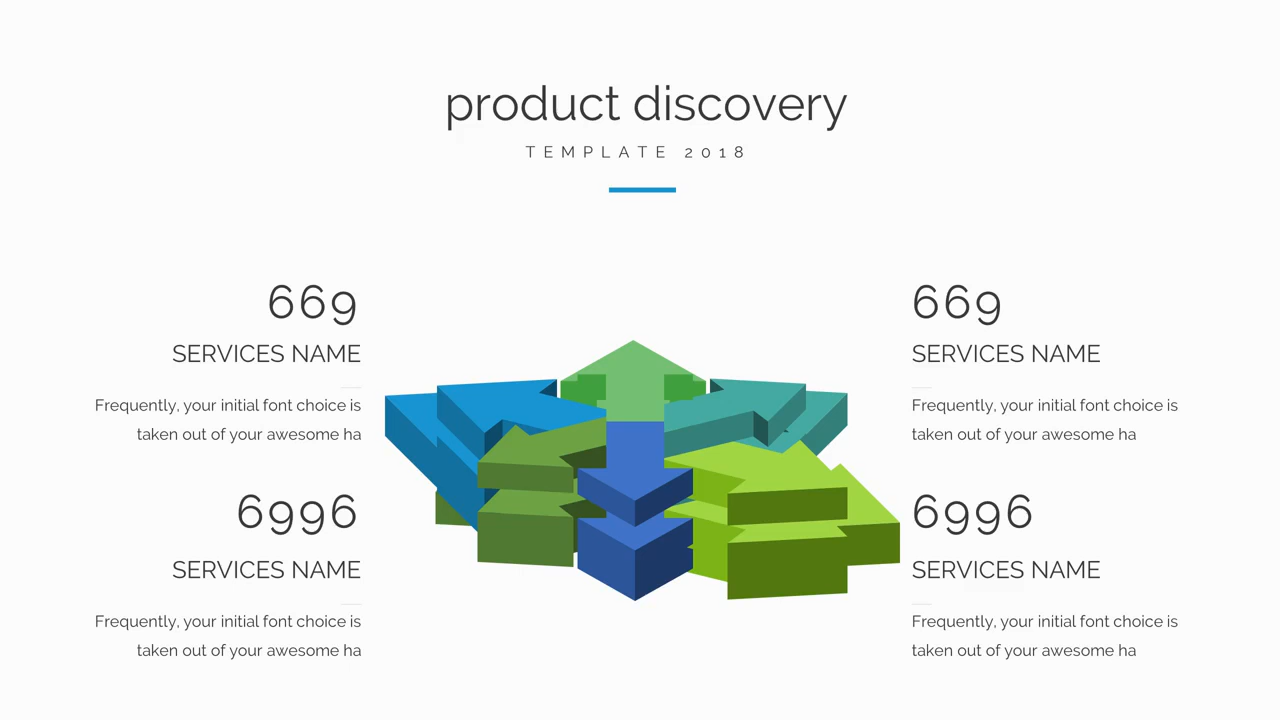 product discovery
TEMPLATE 2018
669
SERVICES NAME
Frequently, your initial font choice is
taken out of your awesome ha
6996
SERVICES NAME
Frequently, your initial font choice is
taken out of your awesome ha
669
SERVICES NAME
Frequently, your initial font choice is
taken out of your awesome ha
6996
SERVICES NAME
Frequently, your initial font choice is
taken out of your awesome ha